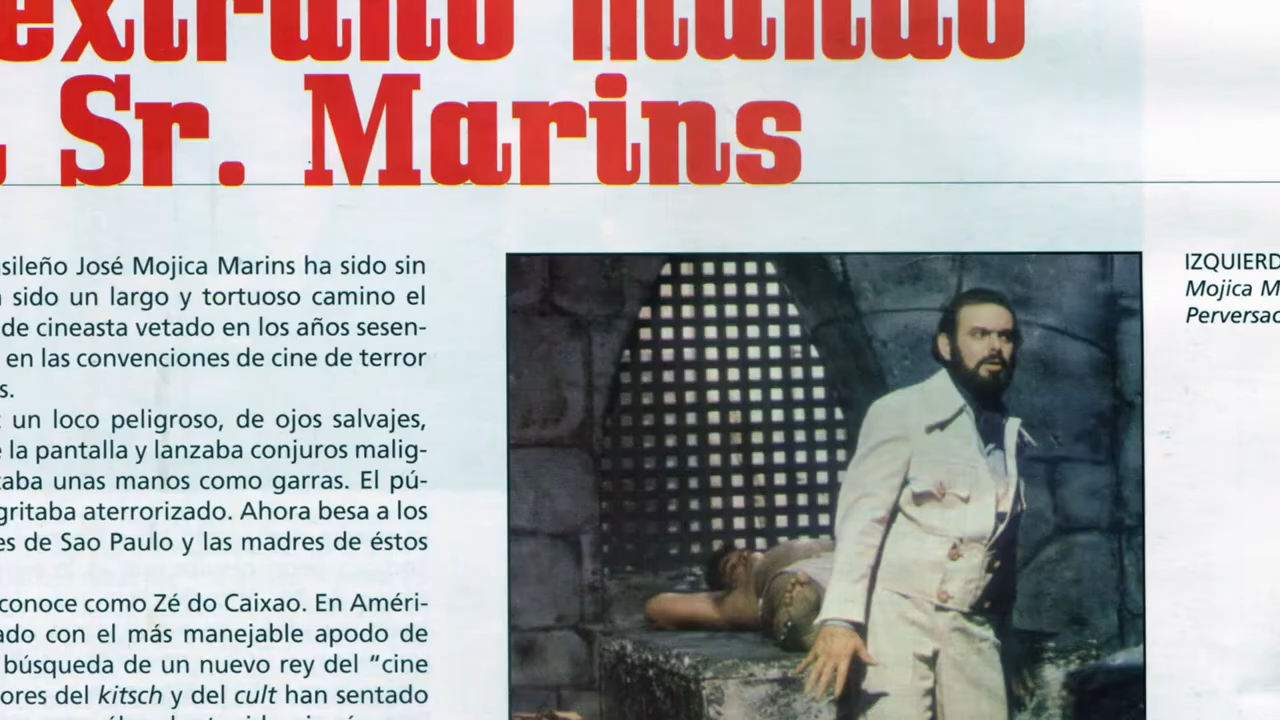 extraño mundo
Sr. Marins
sileño José Mojica Marins ha sido sin
sido un largo y tortuoso camino el
de cineasta vetado en los años sesen-
en las convenciones de cine de terror
s.
un loco peligroso, de ojos salvajes,
la pantalla y lanzaba conjuros malig-
taba unas manos como garras. El pú-
gritaba aterrorizado. Ahora besa a los
es de Sao Paulo y las madres de éstos
conoce como Zé do Caixao. En Améri-
ado con el más manejable apodo de
búsqueda de un nuevo rey del “cine
ores del kitsch y del cult han sentado
IZQUIERD
Mojica M
Perversac